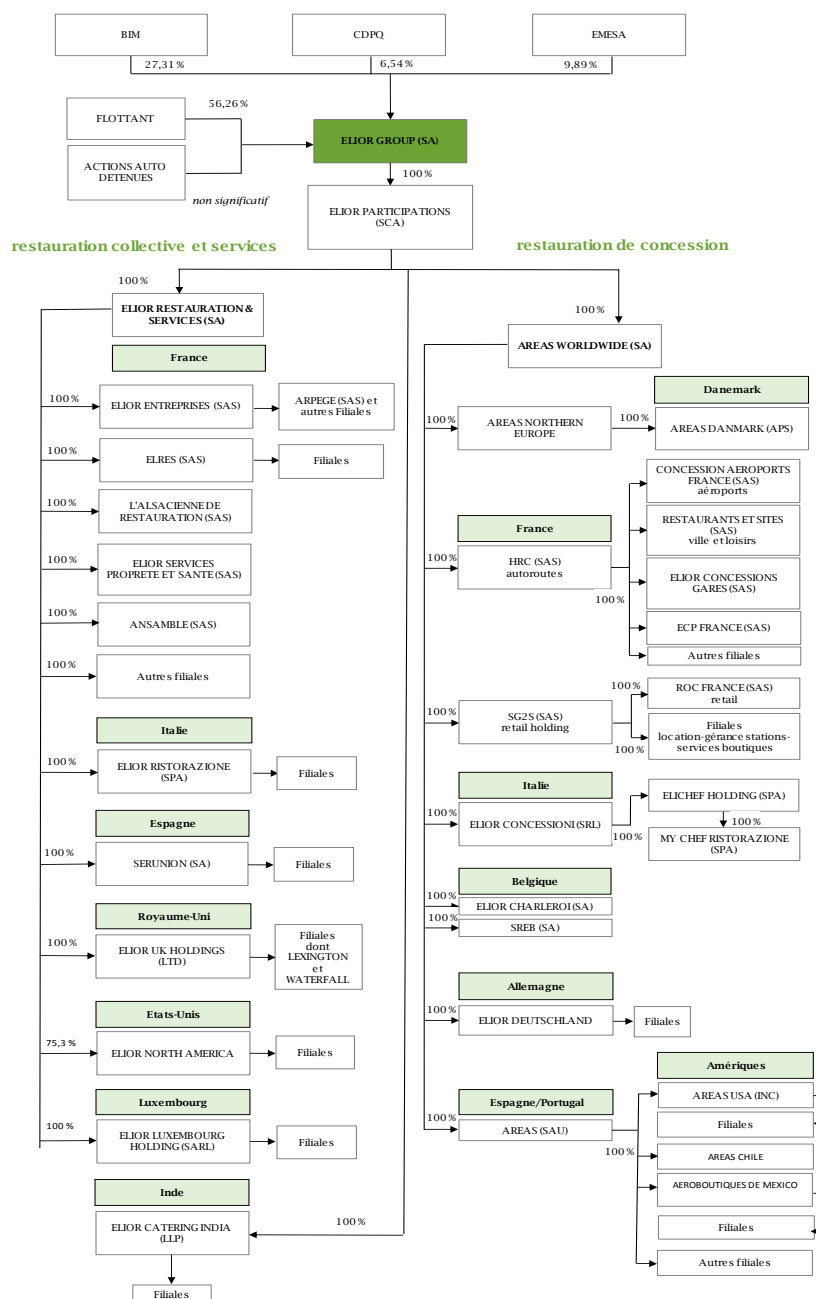 BIM
CDPQ
EMESA
27,31%
6,54%
9,89%
56,26%
FLOTTANT
ELIOR GROUP (SA)
ACTIONS AUTO
DETENUES
non significatif
100%
ELIOR PARTICIPATIONS
(SCA)
restauration collective et services
restauration de concession
100%
ELIOR RESTAURATION &
SERVICES (SA)
France
100%
ELIOR ENTREPRISES (SAS)
ARPEGE (SAS) et
autres Filiales
100%
ELRES (SAS)
Filiales
100%
L'ALSACIENNE DE
RESTAURATION (SAS)
100%
ELIOR SERVICES
PROPRETE ET SANTE (SAS)
100%
ANSAMBLE (SAS)
100%
Autres filiales
Italie
100%
ELIOR RISTORAZIONE
(SPA)
Filiales
Espagne
100%
SERUNION (SA)
Filiales
Royaume-Uni
100%
ELIOR UK HOLDINGS
(LTD)
Filiales
dont
LEXINGTON
et
WATERFALL
Etats-Unis
75,3%
ELIOR NORTH AMERICA
Filiales
Luxembourg
100%
ELIOR LUXEMBOURG
HOLDING (SARL)
Filiales
Inde
ELIOR CATERING INDIA
(LLP)
100%
Filiales
100%
AREAS WORLDWIDE (SA)
Danemark
100%
AREAS NORTHERN
EUROPE
100%
AREAS DANMARK (APS)
France
100%
HRC (SAS)
autoroutes
100%
CONCESSION AEROPORTS
FRANCE (SAS)
aéroports
RESTAURANTS ET SITES
(SAS)
ville et loisirs
ELIOR CONCESSIONS
GARES (SAS)
ECP FRANCE (SAS)
Autres filiales
100%
SG2S (SAS)
retail holding
100%
ROC FRANCE (SAS)
retail
100%
Filiales
location-gérance stations-
services boutiques
Italie
100%
ELIOR CONCESSIONI (SRL)
100%
ELICHEF HOLDING (SPA)
100%
MY CHEF RISTORAZIONE
(SPA)
Belgique
100%
ELIOR CHARLEROI (SA)
100%
SREB (SA)
Allemagne
100%
ELIOR DEUTSCHLAND
Filiales
Espagne/Portugal
100%
AREAS (SAU)
100%
Amériques
AREAS USA (INC)
Filiales
AREAS CHILE
AEROBOUTIQUES DE MEXICO
Filiales
Autres filiales